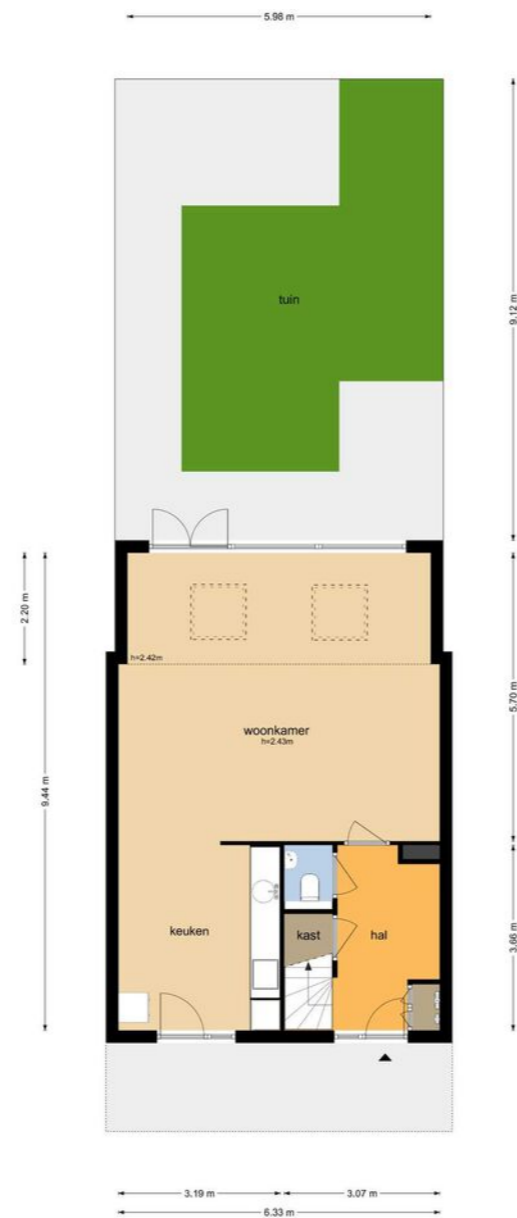 5.98 m
tuin
9.12 m
2.20 m
h=2.42m
woonkamer
h=2.43m
5.70 m
9.44 m
keuken
kast
hal
3.66 m
3.19 m
3.07 m
6.33 m